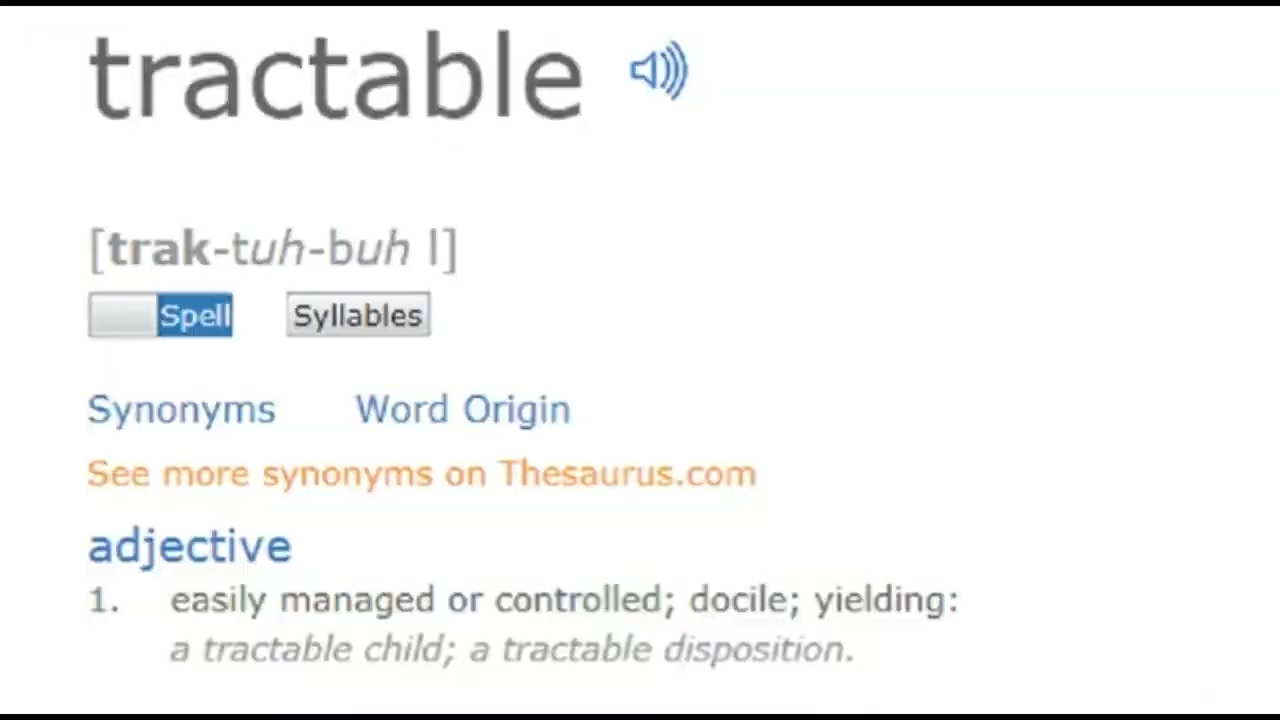 tractable
[trak-tuh-buh l]
Spell Syllables
Synonyms Word Origin
See more synonyms on Thesaurus.com
adjective
1. easily managed or controlled; docile; yielding:
a tractable child; a tractable disposition.